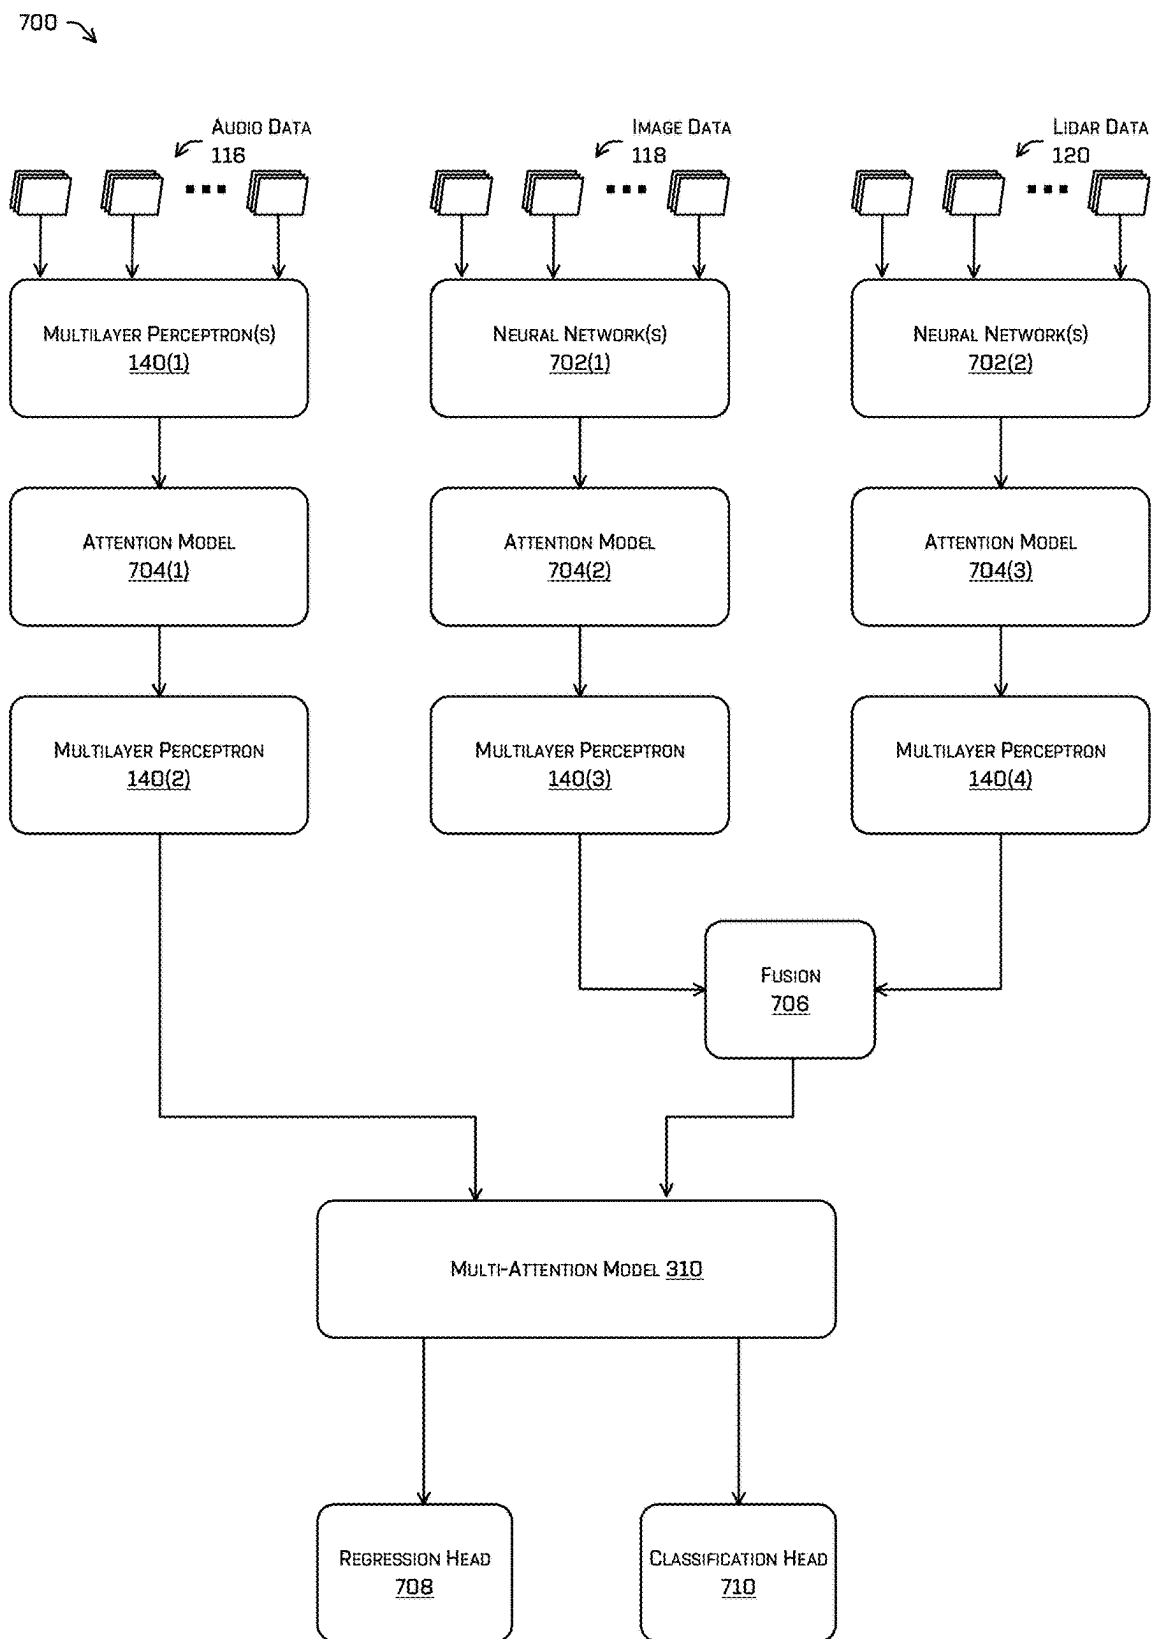 700
AUDIO DATA
116
IMAGE DATA
118
LIDAR DATA
120
MULTILAYER PERCEPTRON(S)
140(1)
NEURAL NETWORK(S)
702(1)
NEURAL NETWORK(S)
702(2)
ATTENTION MODEL
704(1)
ATTENTION MODEL
704(2)
ATTENTION MODEL
704(3)
MULTILAYER PERCEPTRON
140(2)
MULTILAYER PERCEPTRON
140(3)
MULTILAYER PERCEPTRON
140(4)
FUSION
706
MULTI-ATTENTION MODEL 310
REGRESSION HEAD
708
CLASSIFICATION HEAD
710